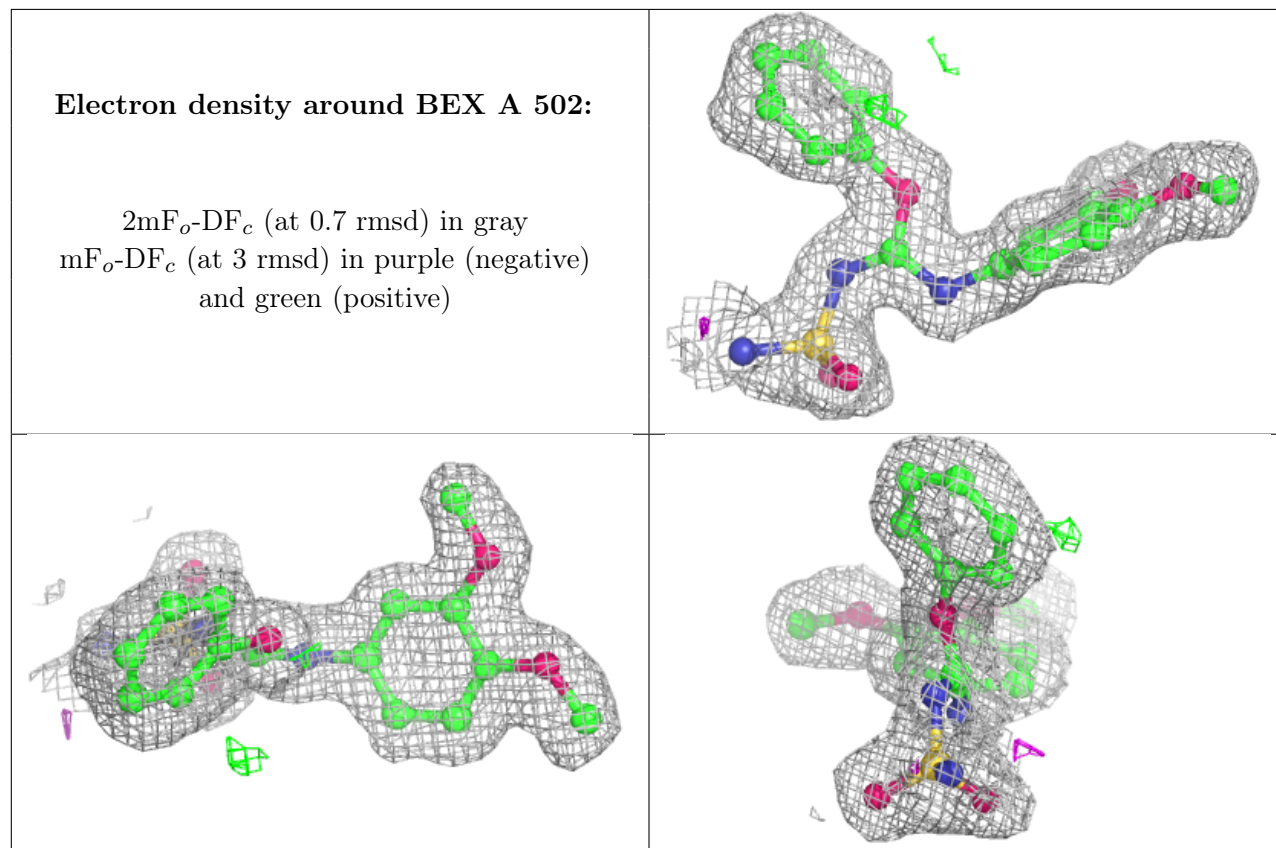 Electron density around BEX A 502:
2mFo-DFc (at 0.7 rmsd) in gray
mFo-DFc (at 3 rmsd) in purple (negative)
and green (positive)